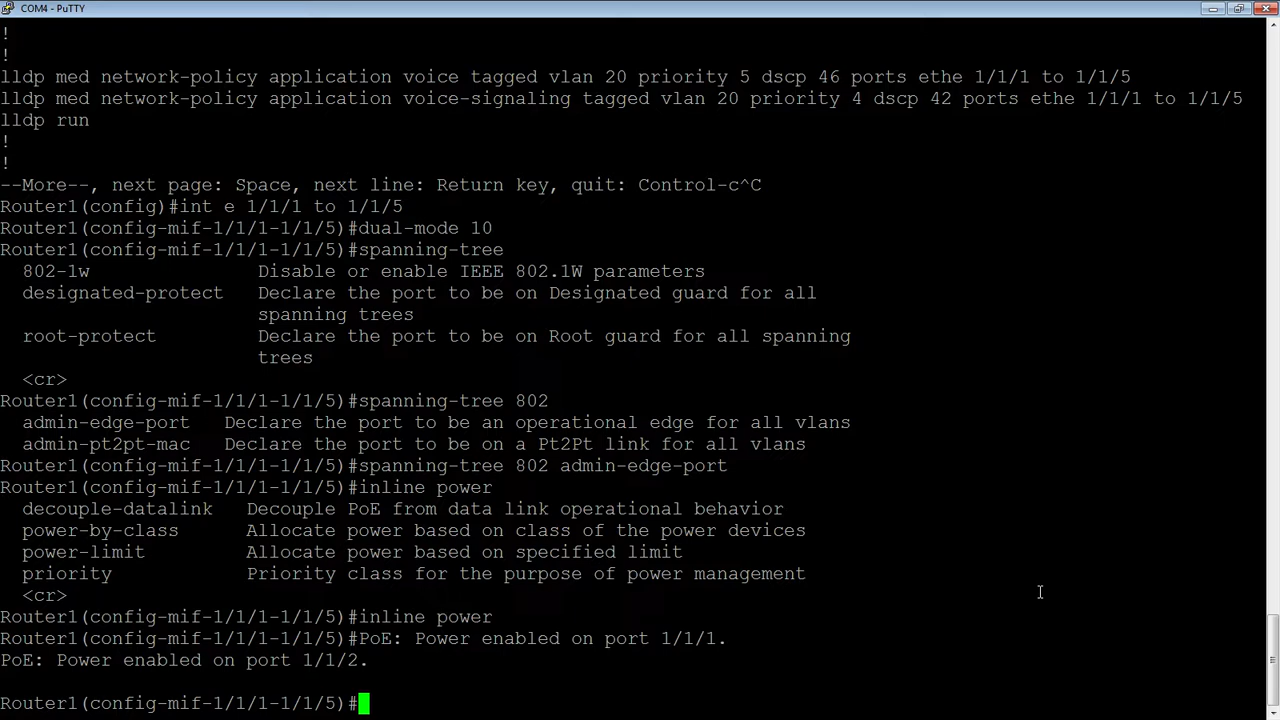 COM4 - PuTTY
!
!
lldp med network-policy application voice tagged vlan 20 priority 5 dscp 46 ports ethe 1/1/1 to 1/1/5
lldp med network-policy application voice-signaling tagged vlan 20 priority 4 dscp 42 ports ethe 1/1/1 to 1/1/5
lldp run
!
!
--More--, next page: Space, next line: Return key, quit: Control-c^C
Router1(config)#int e 1/1/1 to 1/1/5
Router1(config-mif-1/1/1-1/1/5)#dual-mode 10
Router1(config-mif-1/1/1-1/1/5)#spanning-tree
  802-1w               Disable or enable IEEE 802.1W parameters
  designated-protect   Declare the port to be on Designated guard for all
                       spanning trees
  root-protect         Declare the port to be on Root guard for all spanning
                       trees
  <cr>
Router1(config-mif-1/1/1-1/1/5)#spanning-tree 802
  admin-edge-port   Declare the port to be an operational edge for all vlans
  admin-pt2pt-mac   Declare the port to be on a Pt2Pt link for all vlans
Router1(config-mif-1/1/1-1/1/5)#spanning-tree 802 admin-edge-port
Router1(config-mif-1/1/1-1/1/5)#inline power
  decouple-datalink   Decouple PoE from data link operational behavior
  power-by-class      Allocate power based on class of the power devices
  power-limit         Allocate power based on specified limit
  priority            Priority class for the purpose of power management
  <cr>
Router1(config-mif-1/1/1-1/1/5)#inline power
Router1(config-mif-1/1/1-1/1/5)#PoE: Power enabled on port 1/1/1.
PoE: Power enabled on port 1/1/2.
Router1(config-mif-1/1/1-1/1/5)#